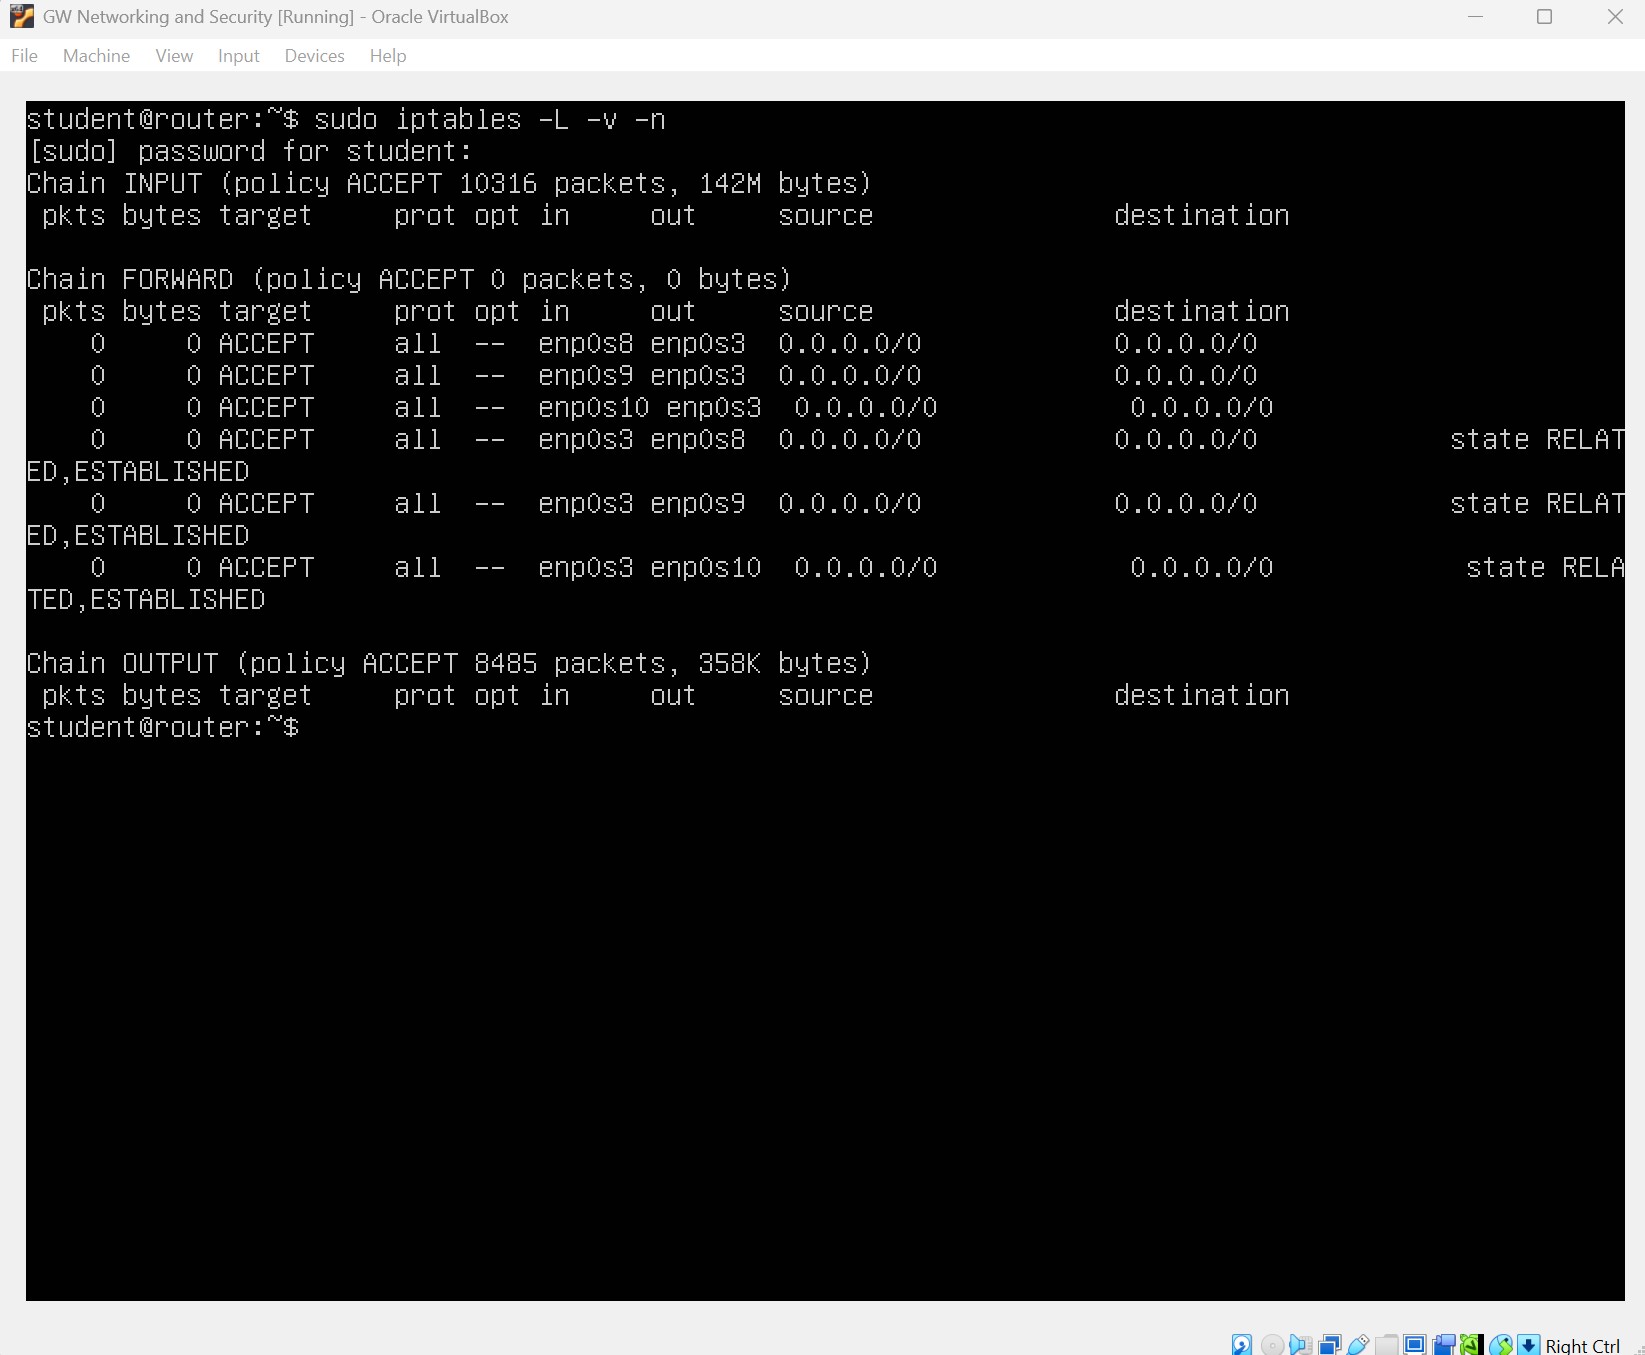 GW Networking and Security [Running] - Oracle VirtualBox
File Machine View Input Devices Help
student@router:~$ sudo iptables -L -v -n
[sudo] password for student:
Chain INPUT (policy ACCEPT 10316 packets, 142M bytes)
 pkts bytes target     prot opt in     out     source               destination

Chain FORWARD (policy ACCEPT 0 packets, 0 bytes)
 pkts bytes target     prot opt in     out     source               destination
    0     0 ACCEPT     all  --  enp0s8 enp0s3  0.0.0.0/0            0.0.0.0/0
    0     0 ACCEPT     all  --  enp0s9 enp0s3  0.0.0.0/0            0.0.0.0/0
    0     0 ACCEPT     all  --  enp0s10 enp0s3  0.0.0.0/0            0.0.0.0/0
    0     0 ACCEPT     all  --  enp0s3 enp0s8  0.0.0.0/0            0.0.0.0/0            state RELAT
ED,ESTABLISHED
    0     0 ACCEPT     all  --  enp0s3 enp0s9  0.0.0.0/0            0.0.0.0/0            state RELAT
ED,ESTABLISHED
    0     0 ACCEPT     all  --  enp0s3 enp0s10  0.0.0.0/0            0.0.0.0/0            state RELA
TED,ESTABLISHED

Chain OUTPUT (policy ACCEPT 8485 packets, 358K bytes)
 pkts bytes target     prot opt in     out     source               destination
student@router:~$
Right Ctrl